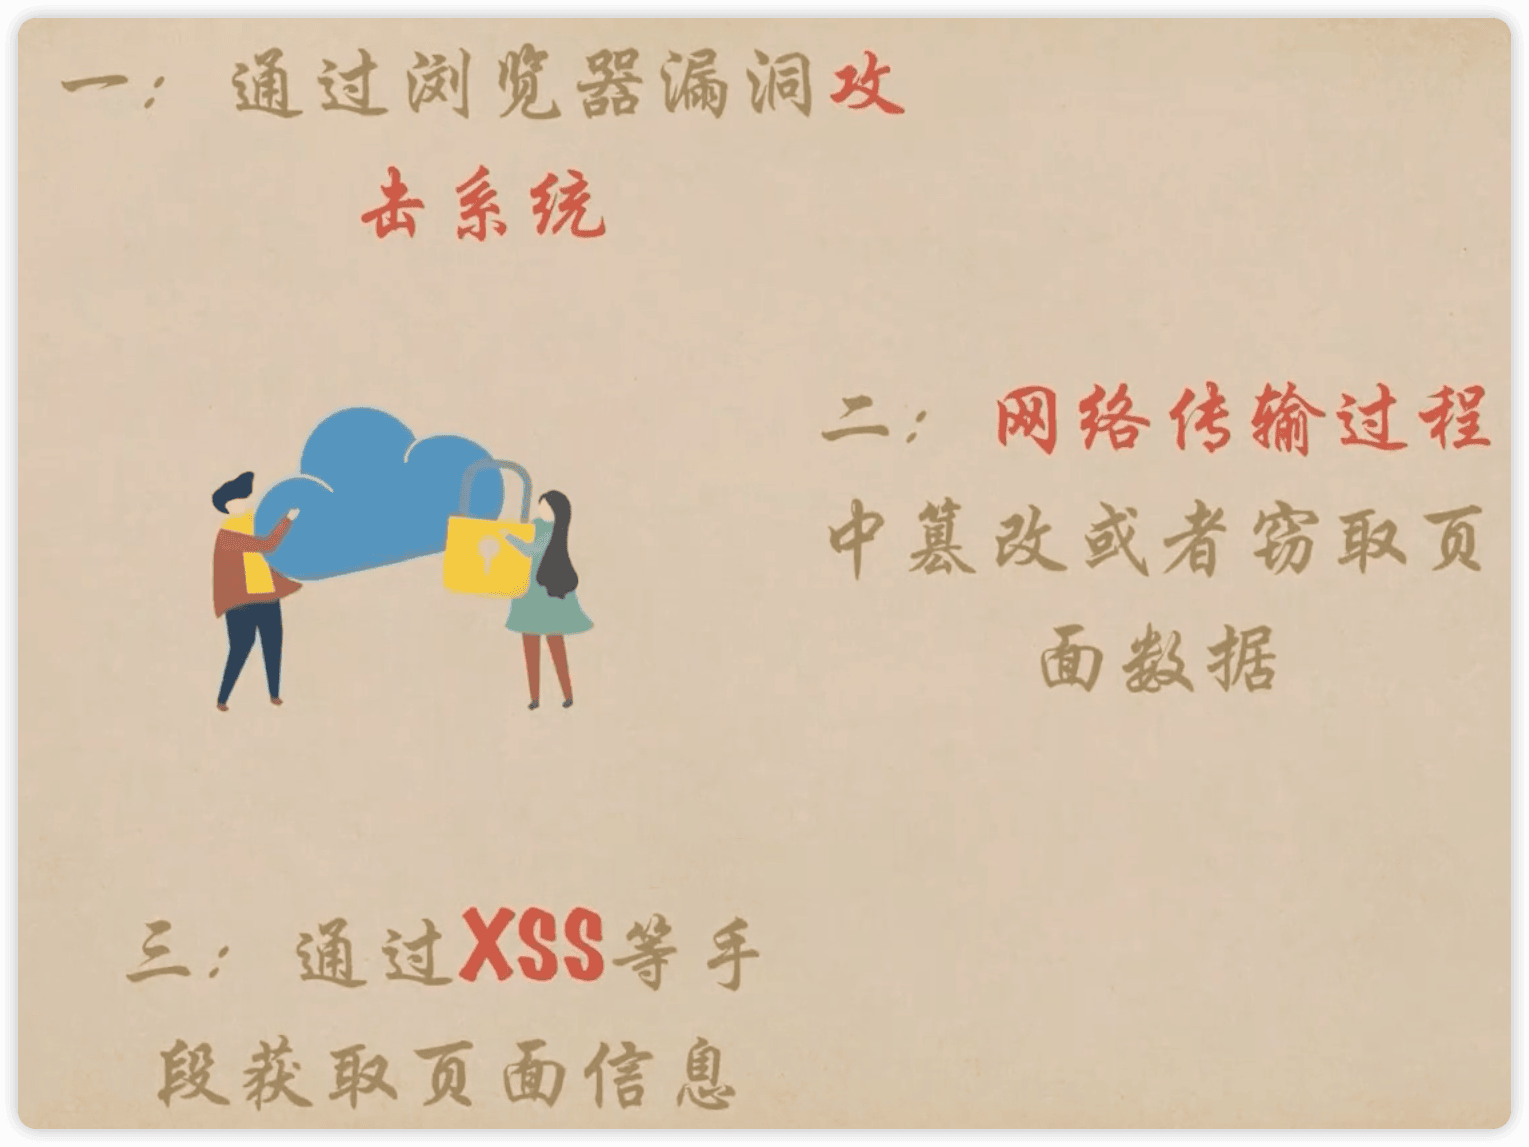 一：通过浏览器漏洞攻
击系统
二：网络传输过程
中篡改或者窃取页
面数据
三：通过XSS等手
段获取页面信息